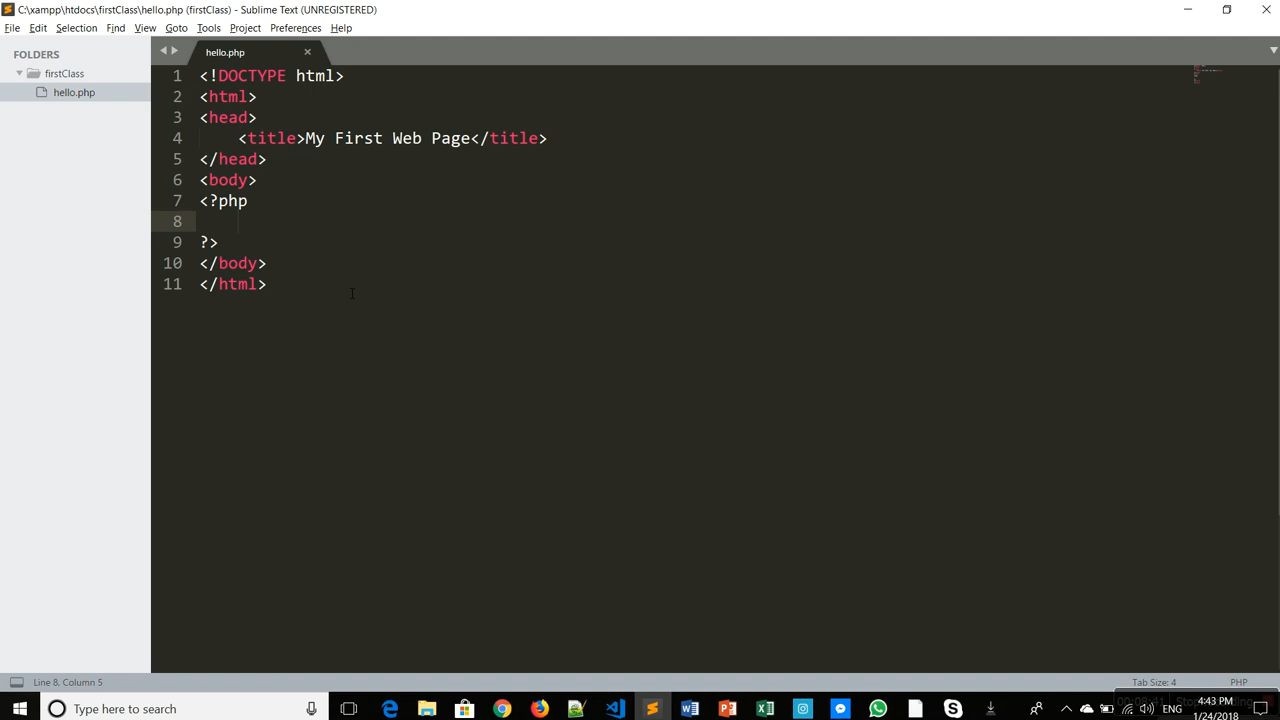 C:\xampp\htdocs\firstClass\hello.php (firstClass) - Sublime Text (UNREGISTERED)
File Edit Selection Find View Goto Tools Project Preferences Help
FOLDERS
firstClass
hello.php
hello.php
1 <!DOCTYPE html>
2 <html>
3 <head>
4 <title>My First Web Page</title>
5 </head>
6 <body>
7 <?php
8
9 ?>
10 </body>
11 </html>
Line 8, Column 5
Tab Size: 4
PHP
Type here to search
ENG
4:43 PM
1/24/2018